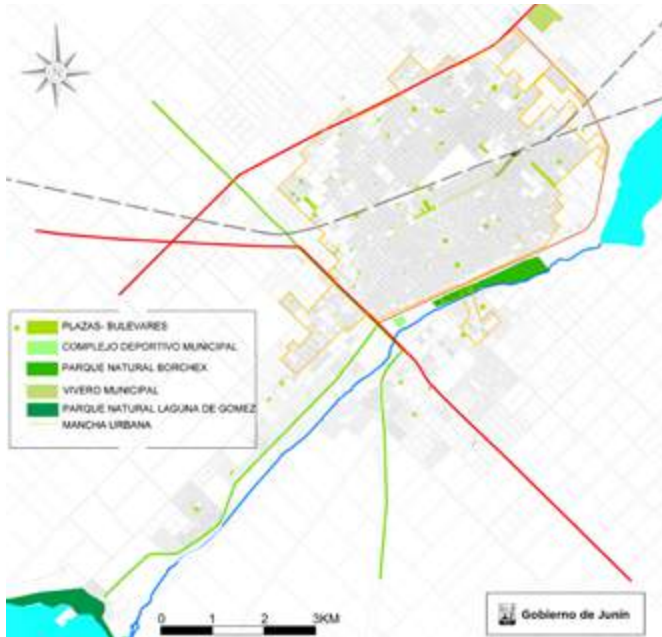 N
PLAZAS- BULEVARES
COMPLEJO DEPORTIVO MUNICIPAL
PARQUE NATURAL BORCHEX
VIVERO MUNICIPAL
PARQUE NATURAL LAGUNA DE GOMEZ
MANCHA URBANA
0 1 2 3KM
Gobierno de Junín